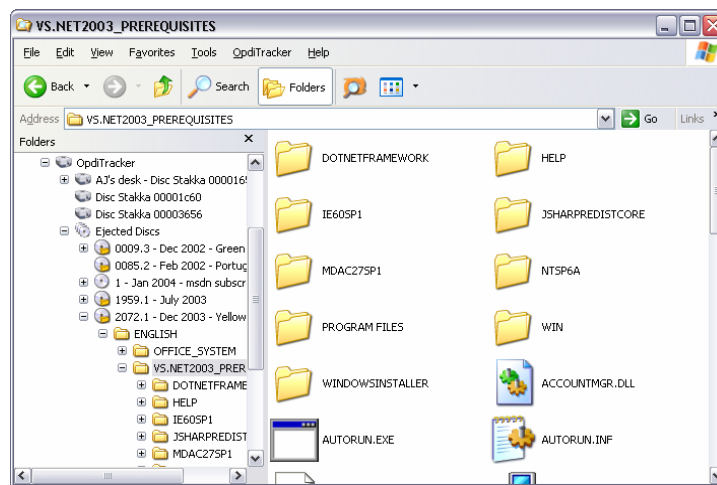 VS.NET2003_PREREQUISITES
File Edit View Favorites Tools OpdiTracker Help
Back Search Folders
Address VS.NET2003_PREREQUISITES Go Links
Folders
OpdiTracker
AJ's desk - Disc Stakka 000016
Disc Stakka 00001c60
Disc Stakka 00003656
Ejected Discs
0009.3 - Dec 2002 - Green
0085.2 - Feb 2002 - Portug
1 - Jan 2004 - msdn subscr
1959.1 - July 2003
2072.1 - Dec 2003 - Yellow
ENGLISH
OFFICE_SYSTEM
VS.NET2003_PRER
DOTNETFRAME
HELP
IE60SP1
JSHARPREDIST
MDAC27SP1
DOTNETFRAMEWORK HELP
IE60SP1 JSHARPREDISTCORE
MDAC27SP1 NTSP6A
PROGRAM FILES WIN
WINDOWSINSTALLER ACCOUNTMGR.DLL
AUTORUN.EXE AUTORUN.INF